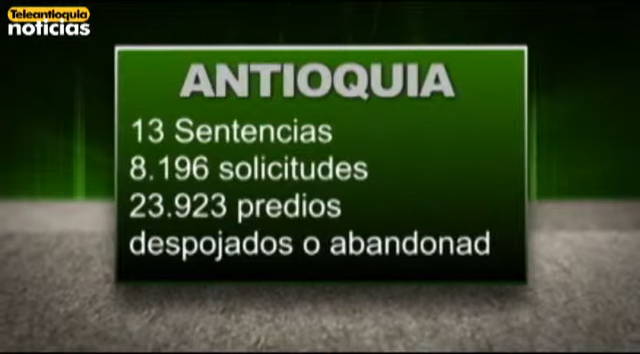 Teleantioquia
noticias
ANTIOQUIA
13 Sentencias
8.196 solicitudes
23.923 predios
despojados o abandonad